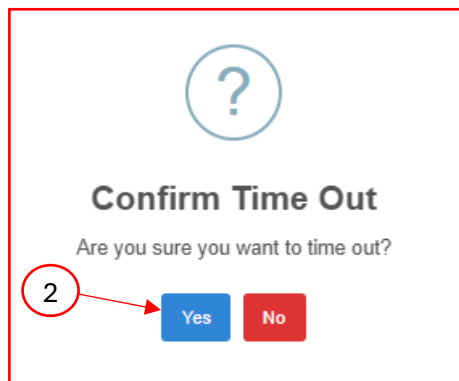 ?
Confirm Time Out
Are you sure you want to time out?
2
Yes No